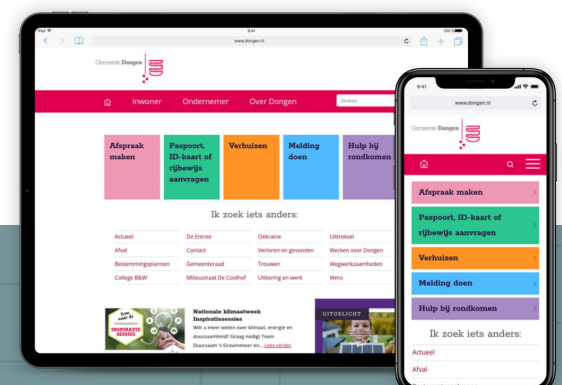 iPad
9:41
100 %
www.dongen.nl
Gemeente Dongen
Inwoner Ondernemer Over Dongen Zoeken
Afspraak
maken
Paspoort,
ID-kaart of
rijbewijs
aanvragen
Verhuizen
Melding
doen
Hulp bij
rondkomen
Ik zoek iets anders:
Actueel De Entree Oekraïne Uittreksel
Afval Contact Verloren en gevonden Werken voor Dongen
Bestemmingsplannen Gemeenteraad Trouwen Wegwerkzaamheden
College B&W Milieustraat De Coolhof Uitkering en werk Wmo
INSPIRATIE
SESSIES
Nationale klimaatweek
Inspiratiesessies
Wilt u meer weten over klimaat, energie en
duurzaamheid? Graag nodigt Team
Duurzaam 's Gravenmoer en... Lees verder
UITGELICHT
9:41
www.dongen.nl
Gemeente Dongen
Afspraak maken
Paspoort, ID-kaart of
rijbewijs aanvragen
Verhuizen
Melding doen
Hulp bij rondkomen
Ik zoek iets anders:
Actueel
Afval